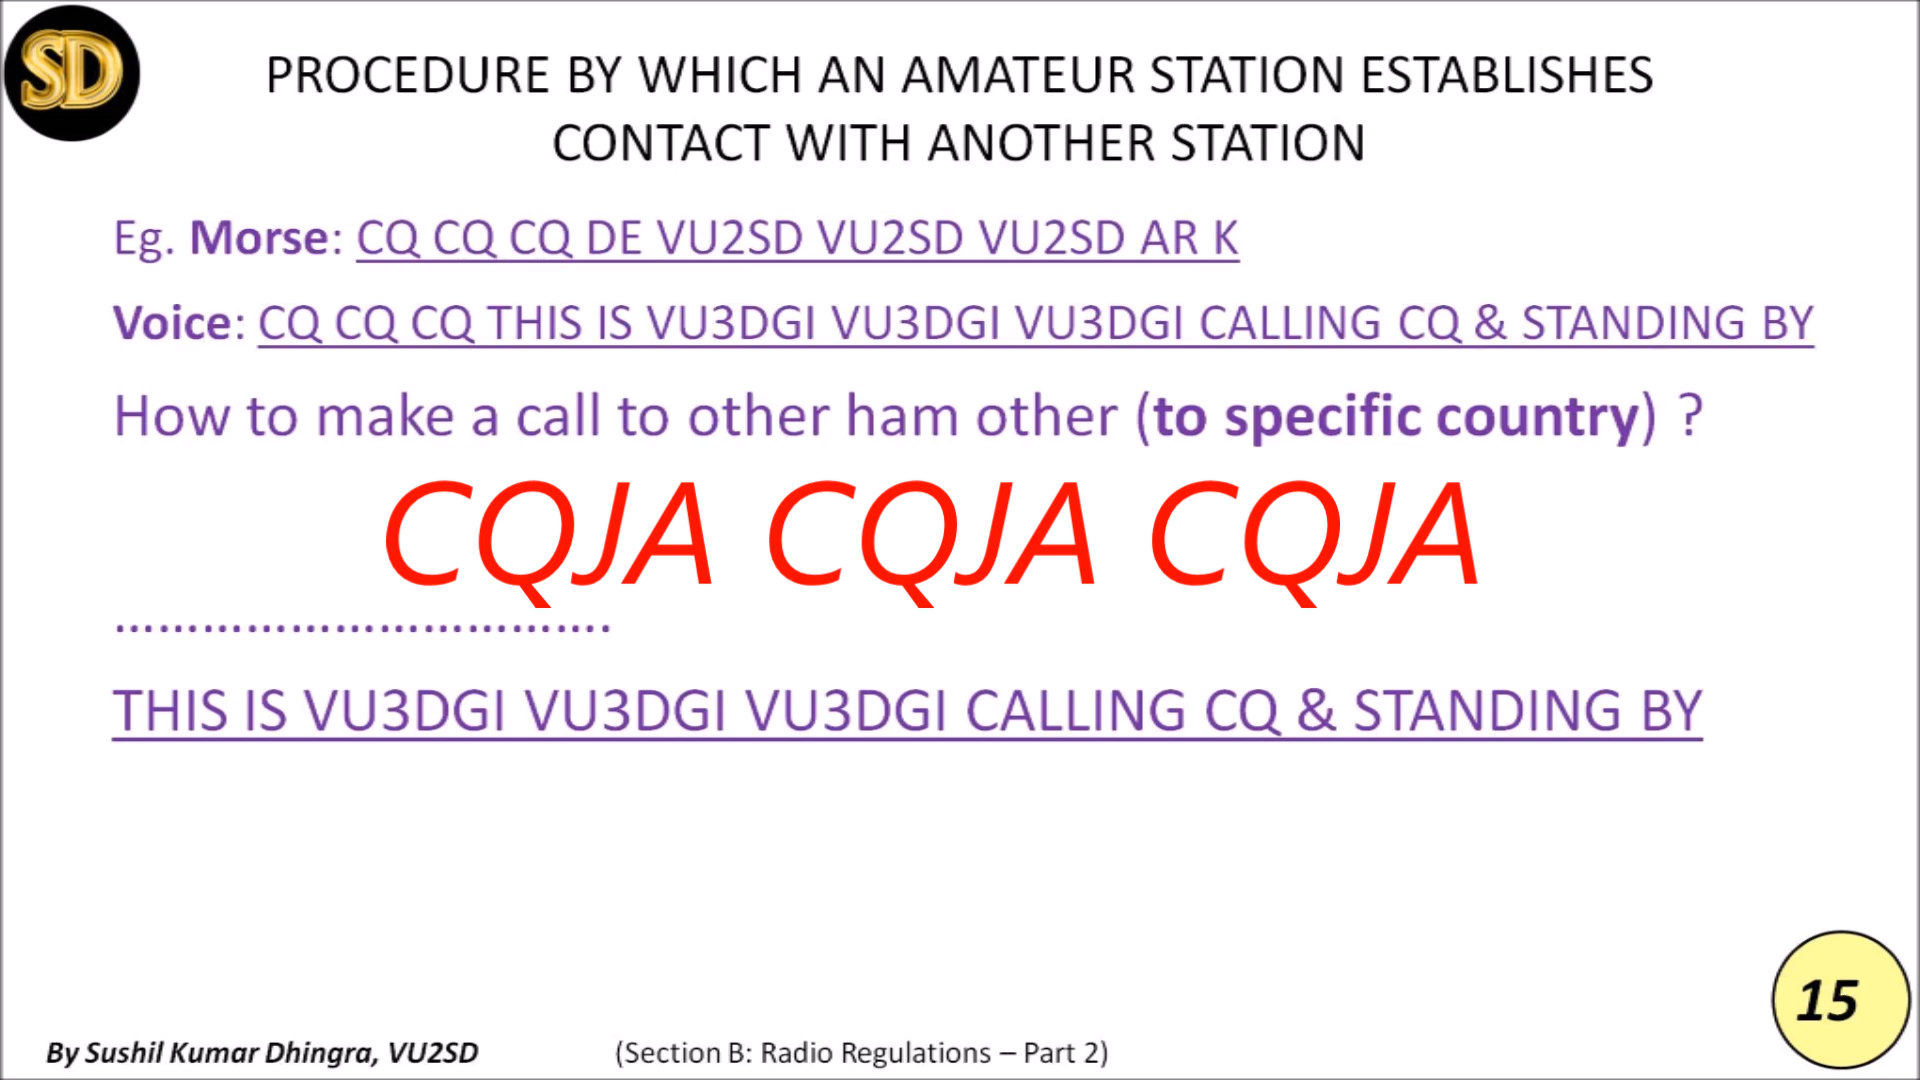 SD
PROCEDURE BY WHICH AN AMATEUR STATION ESTABLISHES
CONTACT WITH ANOTHER STATION
Eg. Morse: CQ CQ CQ DE VU2SD VU2SD VU2SD AR K
Voice: CQ CQ CQ THIS IS VU3DGI VU3DGI VU3DGI CALLING CQ & STANDING BY
How to make a call to other ham other (to specific country) ?
CQJA CQJA CQJA
……………………………….
THIS IS VU3DGI VU3DGI VU3DGI CALLING CQ & STANDING BY
15
By Sushil Kumar Dhingra, VU2SD (Section B: Radio Regulations – Part 2)